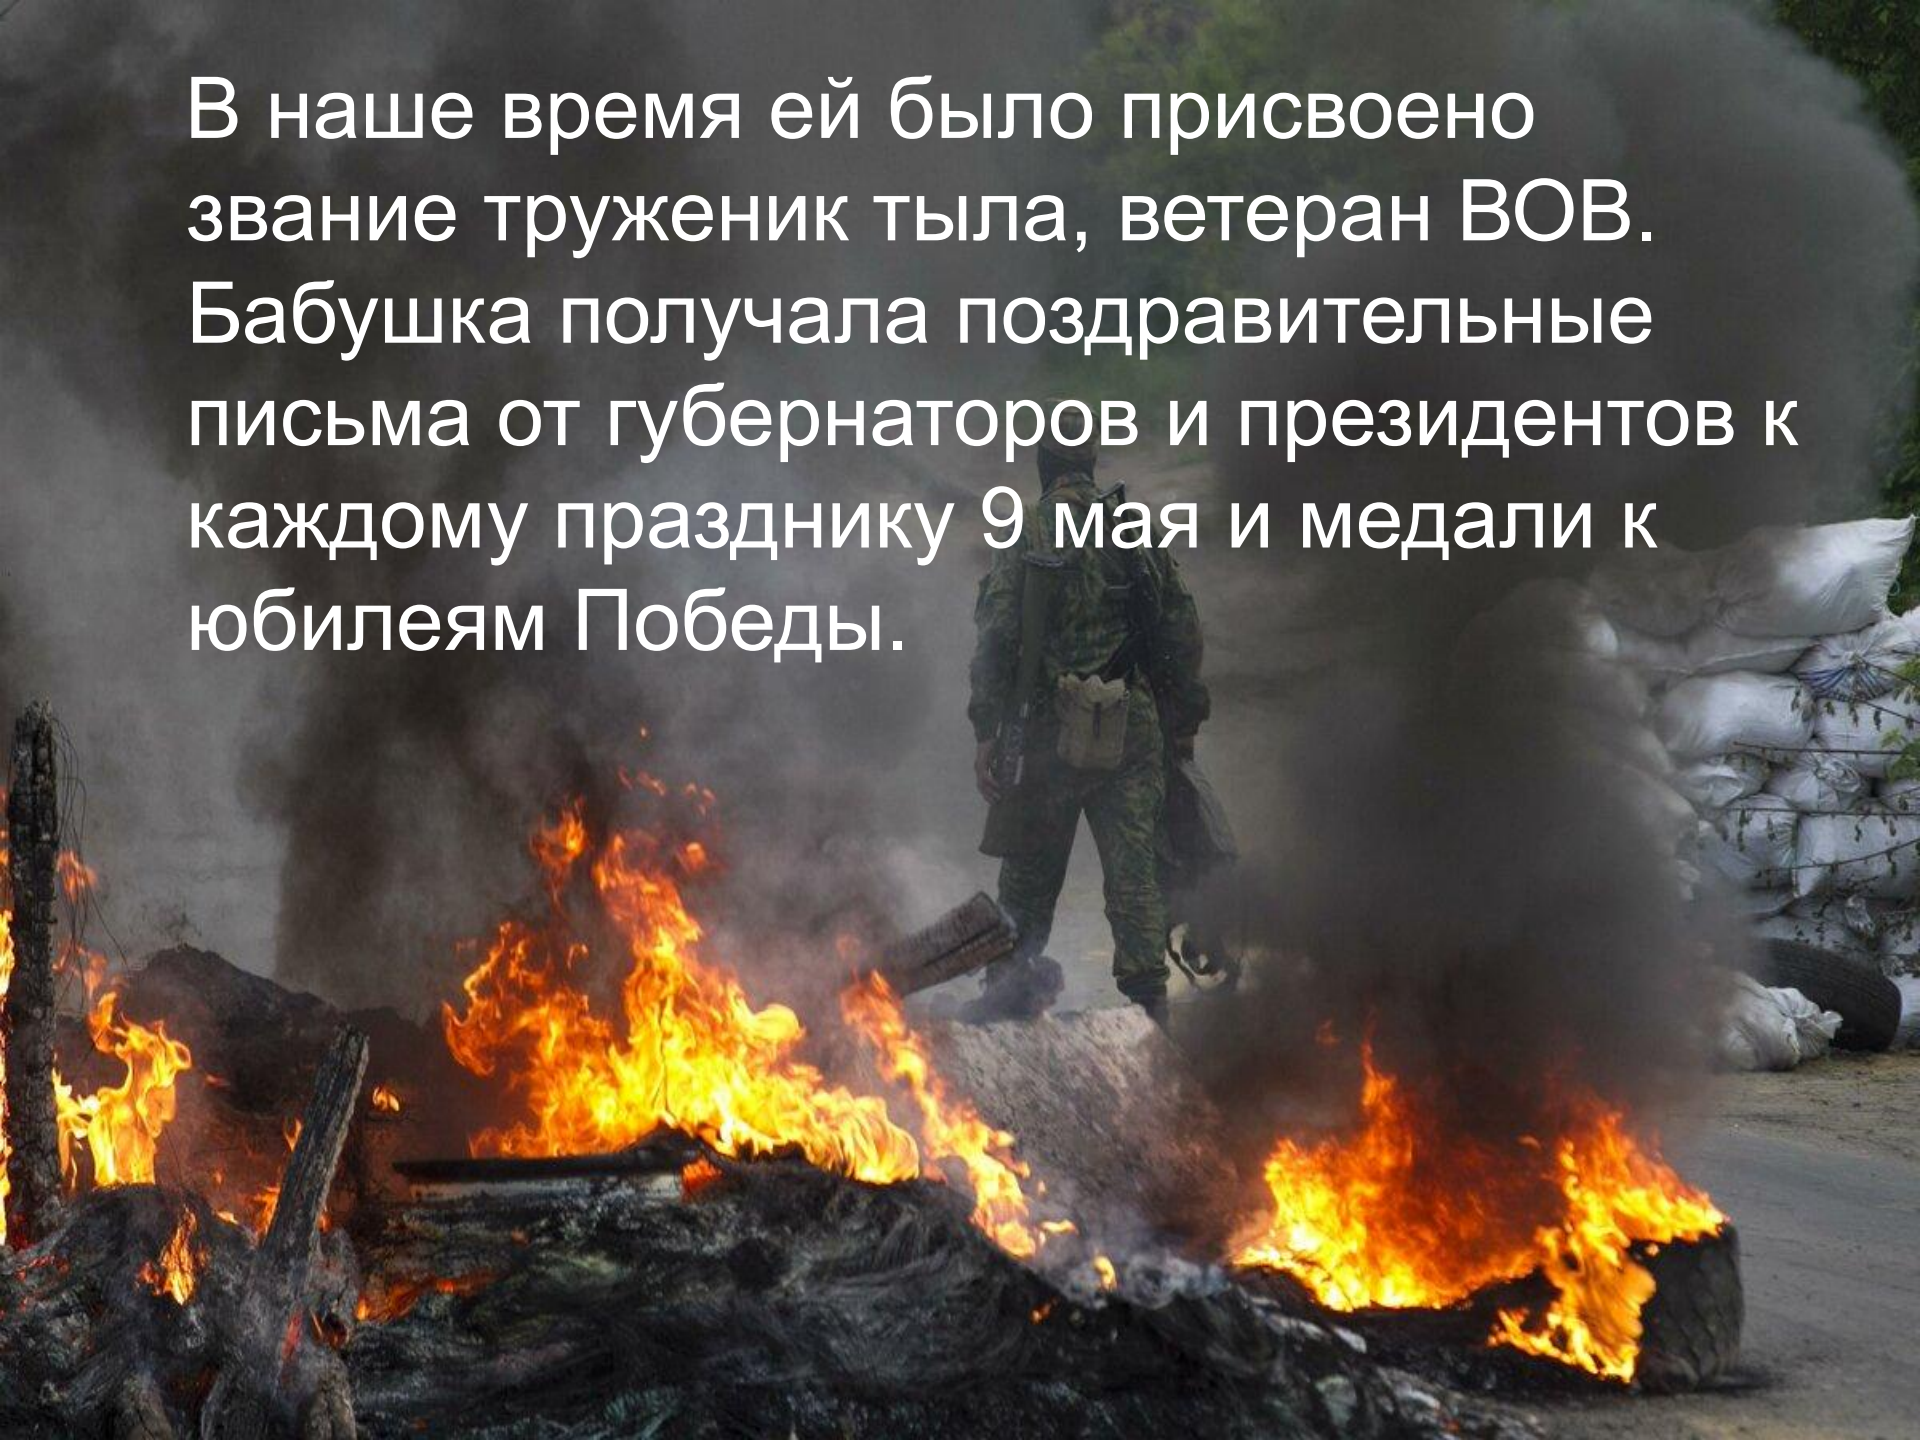 В наше время ей было присвоено
звание труженик тыла, ветеран ВОВ.
Бабушка получала поздравительные
письма от губернаторов и президентов к
каждому празднику 9 мая и медали к
юбилеям Победы.